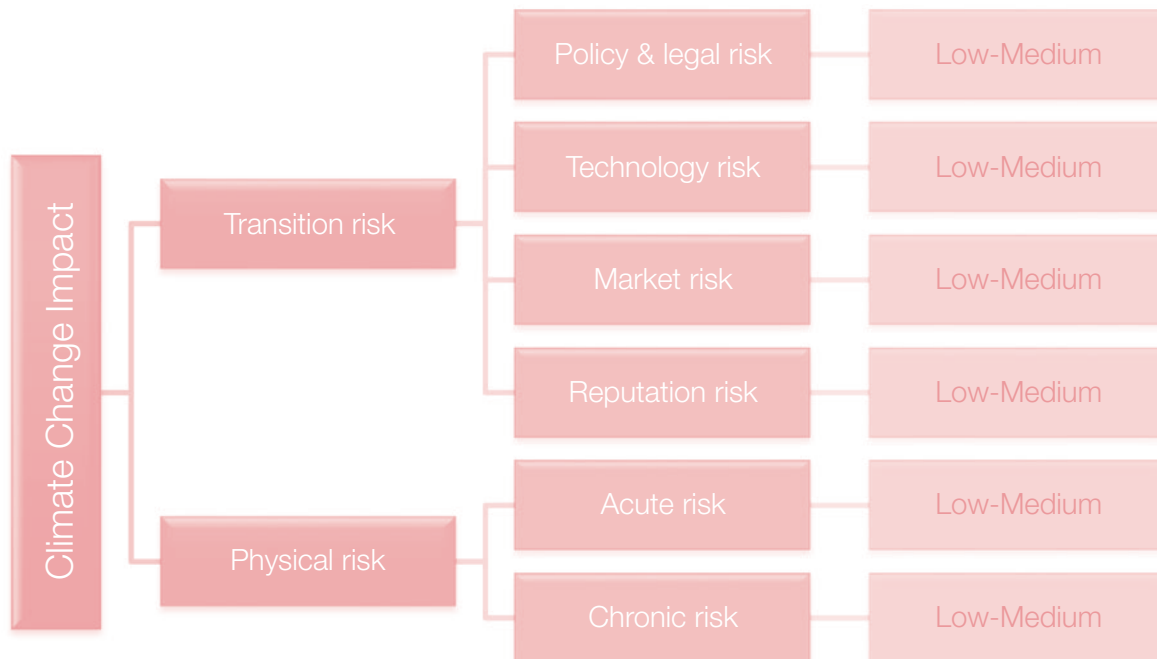 Climate Change Impact
Transition risk
Policy & legal risk
Low-Medium
Technology risk
Low-Medium
Market risk
Low-Medium
Reputation risk
Low-Medium
Physical risk
Acute risk
Low-Medium
Chronic risk
Low-Medium